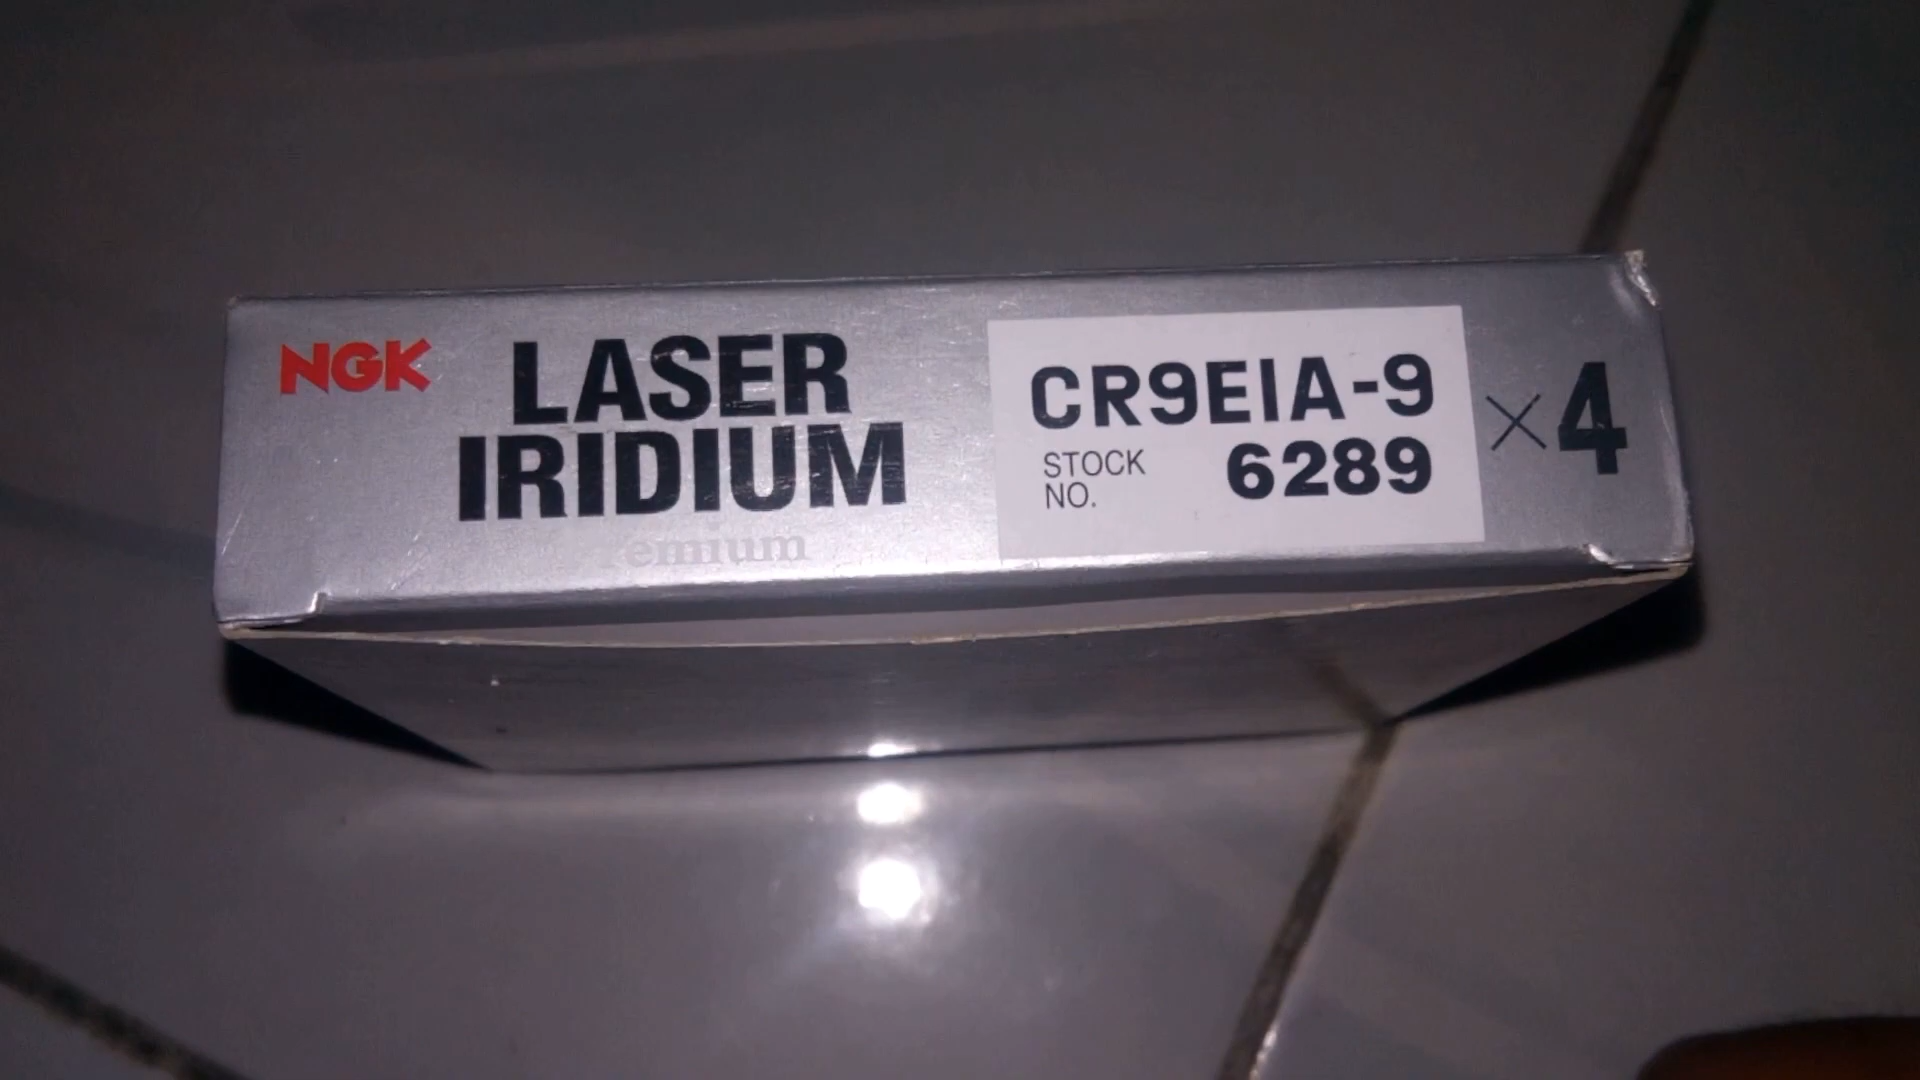 NGK
LASER
IRIDIUM
CR9EIA-9
STOCK
NO.
6289
×4